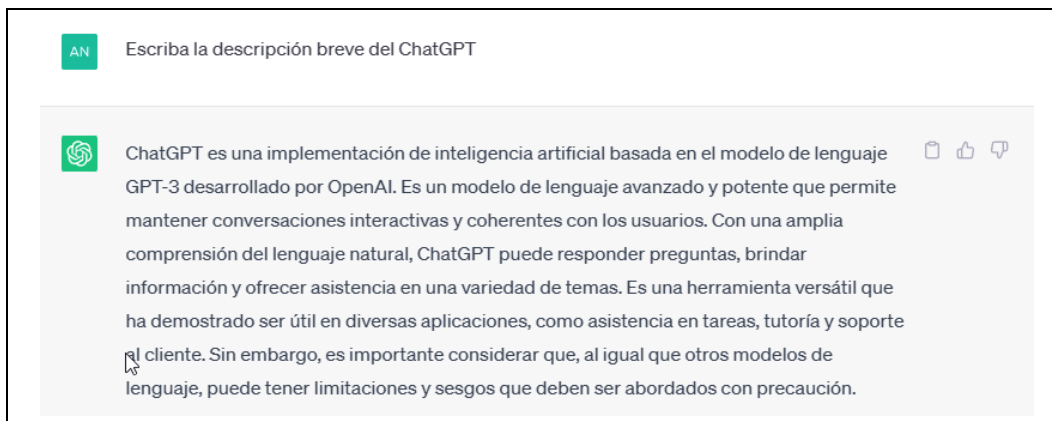 AN
Escriba la descripción breve del ChatGPT
ChatGPT es una implementación de inteligencia artificial basada en el modelo de lenguaje
GPT-3 desarrollado por OpenAI. Es un modelo de lenguaje avanzado y potente que permite
mantener conversaciones interactivas y coherentes con los usuarios. Con una amplia
comprensión del lenguaje natural, ChatGPT puede responder preguntas, brindar
información y ofrecer asistencia en una variedad de temas. Es una herramienta versátil que
ha demostrado ser útil en diversas aplicaciones, como asistencia en tareas, tutoría y soporte
al cliente. Sin embargo, es importante considerar que, al igual que otros modelos de
lenguaje, puede tener limitaciones y sesgos que deben ser abordados con precaución.